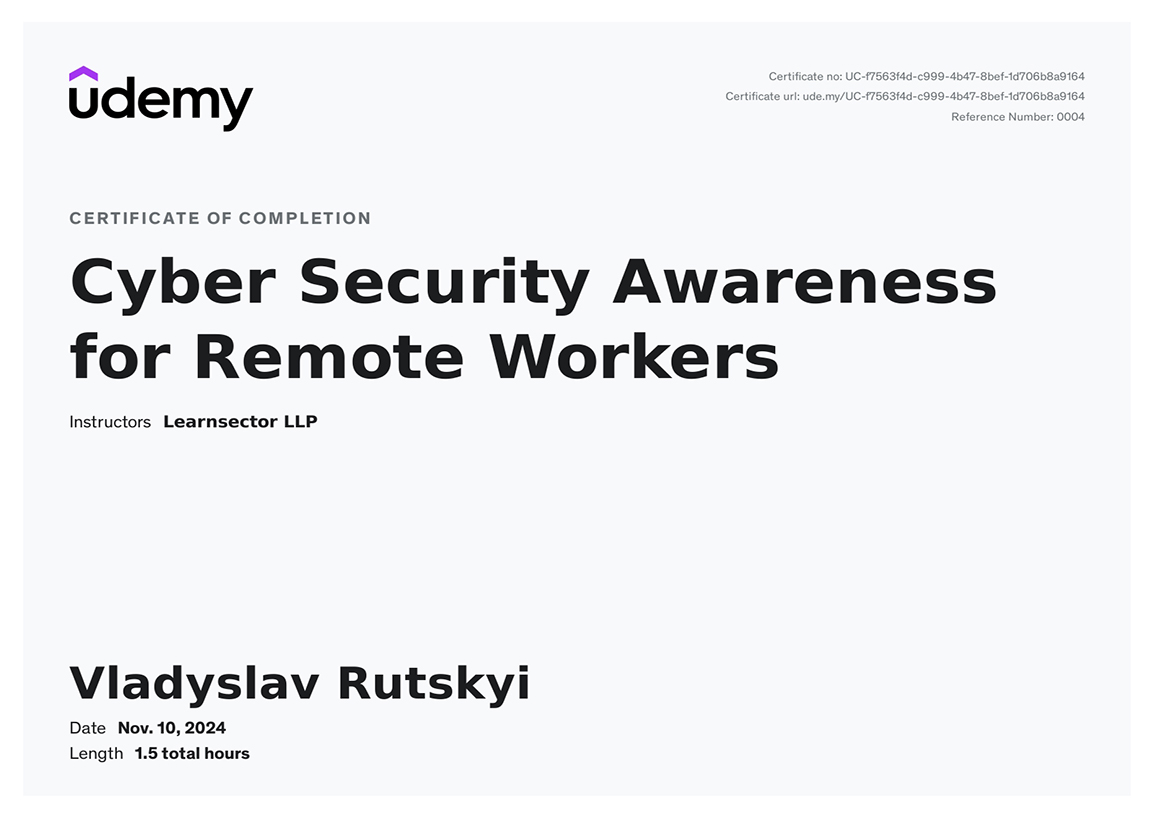 udemy
Certificate no: UC-f7563f4d-c999-4b47-8bef-1d706b8a9164
Certificate url: ude.my/UC-f7563f4d-c999-4b47-8bef-1d706b8a9164
Reference Number: 0004
CERTIFICATE OF COMPLETION
Cyber Security Awareness
for Remote Workers
Instructors Learnsector LLP
Vladyslav Rutskyi
Date Nov. 10, 2024
Length 1.5 total hours